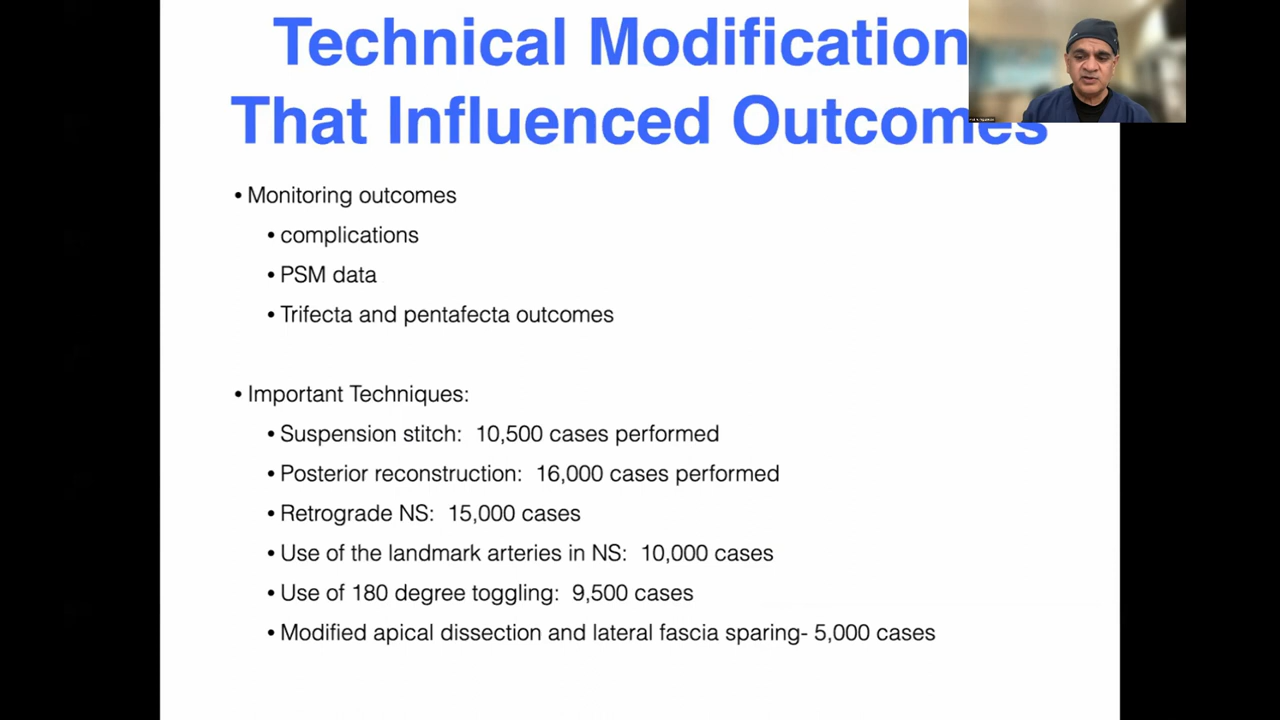 Technical Modification
That Influenced Outcomes
• Monitoring outcomes
• complications
• PSM data
• Trifecta and pentafecta outcomes
• Important Techniques:
• Suspension stitch: 10,500 cases performed
• Posterior reconstruction: 16,000 cases performed
• Retrograde NS: 15,000 cases
• Use of the landmark arteries in NS: 10,000 cases
• Use of 180 degree toggling: 9,500 cases
• Modified apical dissection and lateral fascia sparing- 5,000 cases